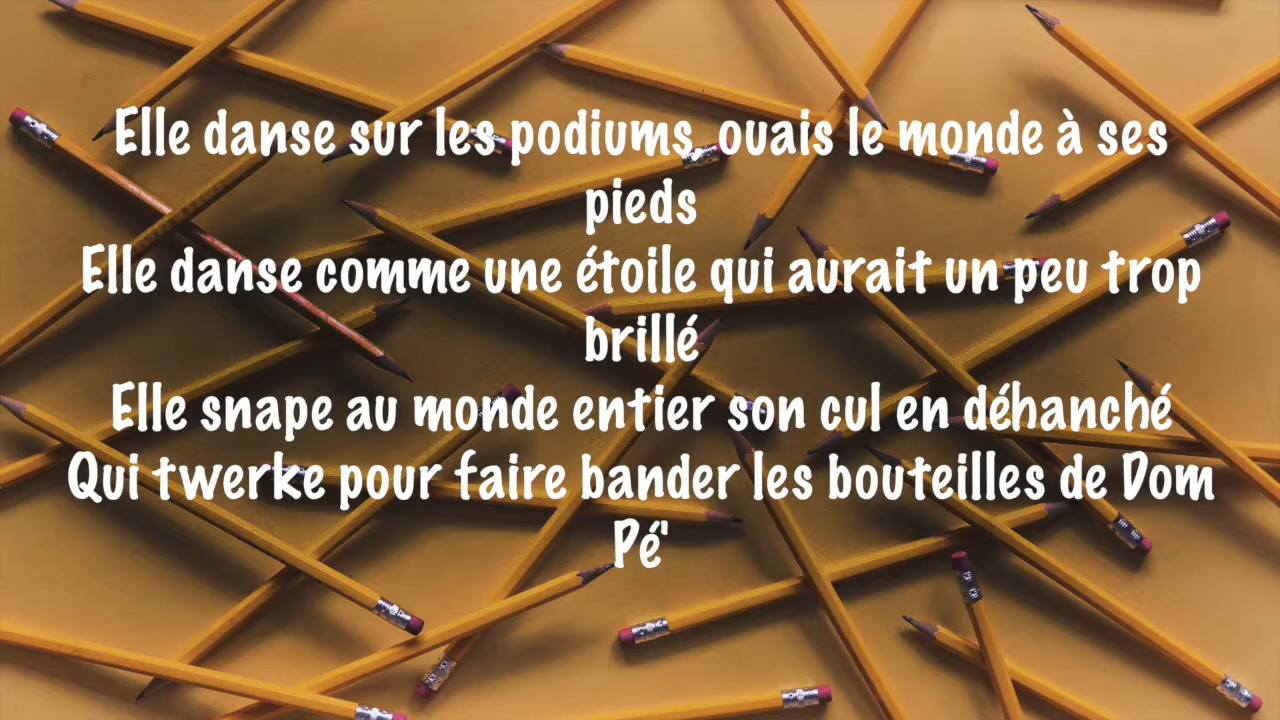 Elle danse sur les podiums, ouais le monde à ses
pieds
Elle danse comme une étoile qui aurait un peu trop
brillé
Elle snape au monde entier son cul en déhanché
Qui twerke pour faire bander les bouteilles de Dom
Pé"